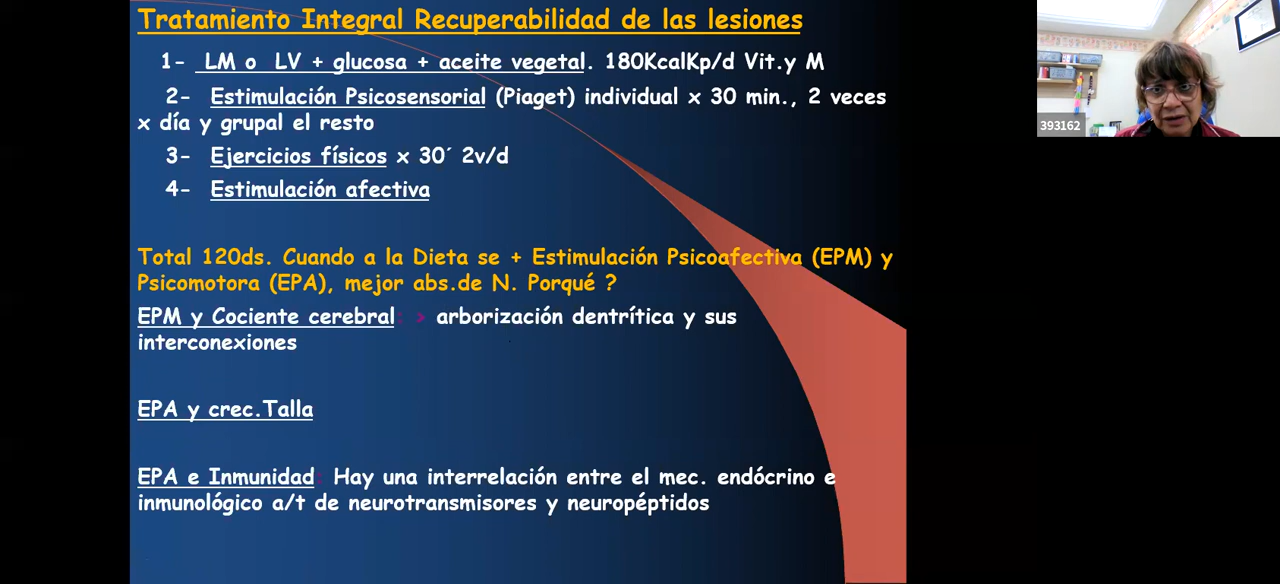 Tratamiento Integral Recuperabilidad de las lesiones
1- LM o LV + glucosa + aceite vegetal. 180KcalKp/d Vit.y M
2- Estimulación Psicosensorial (Piaget) individual x 30 min., 2 veces
x día y grupal el resto
3- Ejercicios físicos x 30´ 2v/d
4- Estimulación afectiva
Total 120ds. Cuando a la Dieta se + Estimulación Psicoafectiva (EPM) y
Psicomotora (EPA), mejor abs.de N. Porqué ?
EPM y Cociente cerebral: > arborización dentrítica y sus
interconexiones
EPA y crec.Talla
EPA e Inmunidad: Hay una interrelación entre el mec. endócrino e
inmunológico a/t de neurotransmisores y neuropéptidos
393162